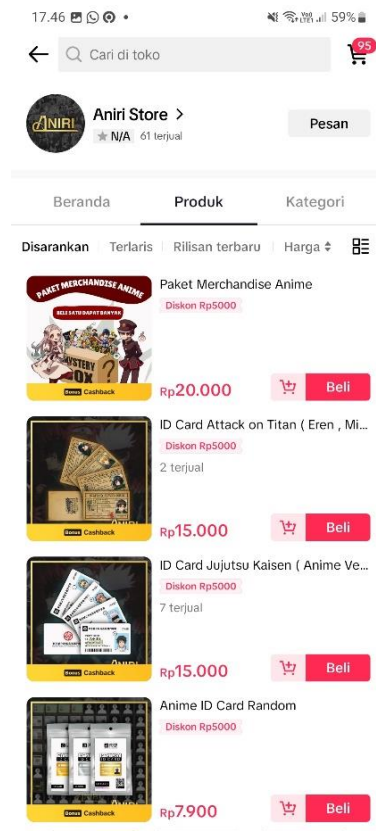 17.46
59%
Cari di toko
95
ANIRI
Aniri Store >
N/A 61 terjual
Pesan
Beranda Produk Kategori
Disarankan Terlaris Rilisan terbaru Harga
PAKET MERCHANDISE ANIME
BELI SATU DAPAT BANYAK
MYSTERY
BOX
?
Bonus Cashback
Paket Merchandise Anime
Diskon Rp5000
Rp20.000
Beli
Bonus Cashback
ID Card Attack on Titan ( Eren , Mi...
Diskon Rp5000
2 terjual
Rp15.000
Beli
ANIRI
Bonus Cashback
ID Card Jujutsu Kaisen ( Anime Ve...
Diskon Rp5000
7 terjual
Rp15.000
Beli
Bonus Cashback
Anime ID Card Random
Diskon Rp5000
Rp7.900
Beli